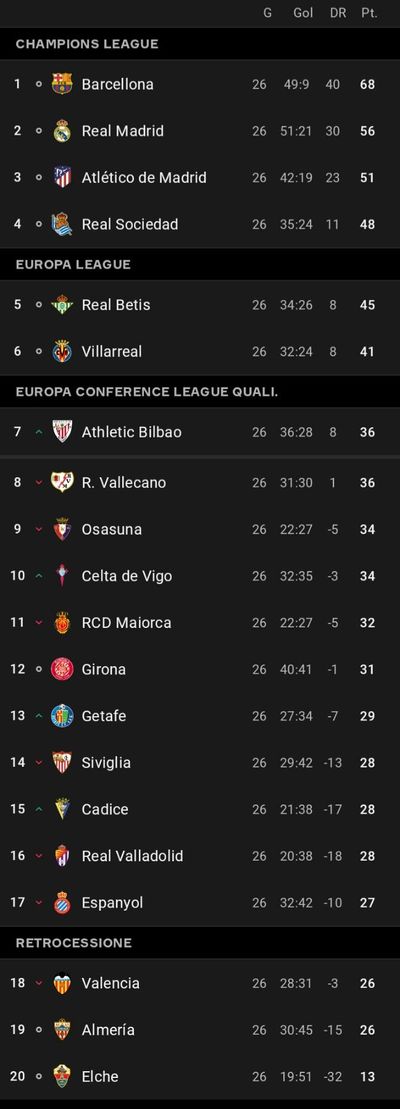 G Gol DR Pt.
CHAMPIONS LEAGUE
1 Barcellona 26 49:9 40 68
2 Real Madrid 26 51:21 30 56
3 Atlético de Madrid 26 42:19 23 51
4 Real Sociedad 26 35:24 11 48
EUROPA LEAGUE
5 Real Betis 26 34:26 8 45
6 Villarreal 26 32:24 8 41
EUROPA CONFERENCE LEAGUE QUALI.
7 Athletic Bilbao 26 36:28 8 36
8 R. Vallecano 26 31:30 1 36
9 Osasuna 26 22:27 -5 34
10 Celta de Vigo 26 32:35 -3 34
11 RCD Maiorca 26 22:27 -5 32
12 Girona 26 40:41 -1 31
13 Getafe 26 27:34 -7 29
14 Siviglia 26 29:42 -13 28
15 Cadice 26 21:38 -17 28
16 Real Valladolid 26 20:38 -18 28
17 Espanyol 26 32:42 -10 27
RETROCESSIONE
18 Valencia 26 28:31 -3 26
19 Almería 26 30:45 -15 26
20 Elche 26 19:51 -32 13